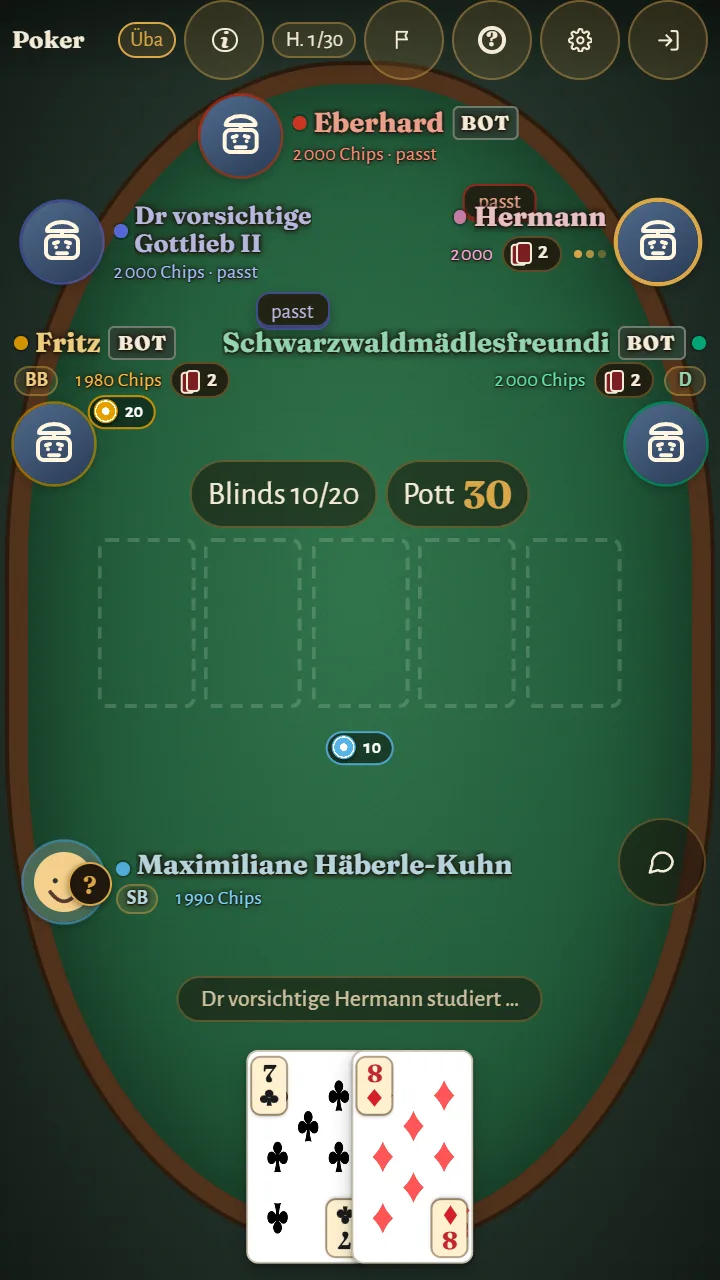 Poker
Üba
H. 1/30
?
Eberhard BOT
2000 Chips · passt
Dr vorsichtige
Gottlieb II
2000 Chips · passt
passt
Hermann
2000
2
passt
Fritz BOT
BB
1980 Chips
2
20
Schwarzwaldmädlesfreundi BOT
2000 Chips
2
D
Blinds 10/20
Pott 30
10
?
Maximiliane Häberle-Kuhn
SB
1990 Chips
Dr vorsichtige Hermann studiert ...
7
8
7
8